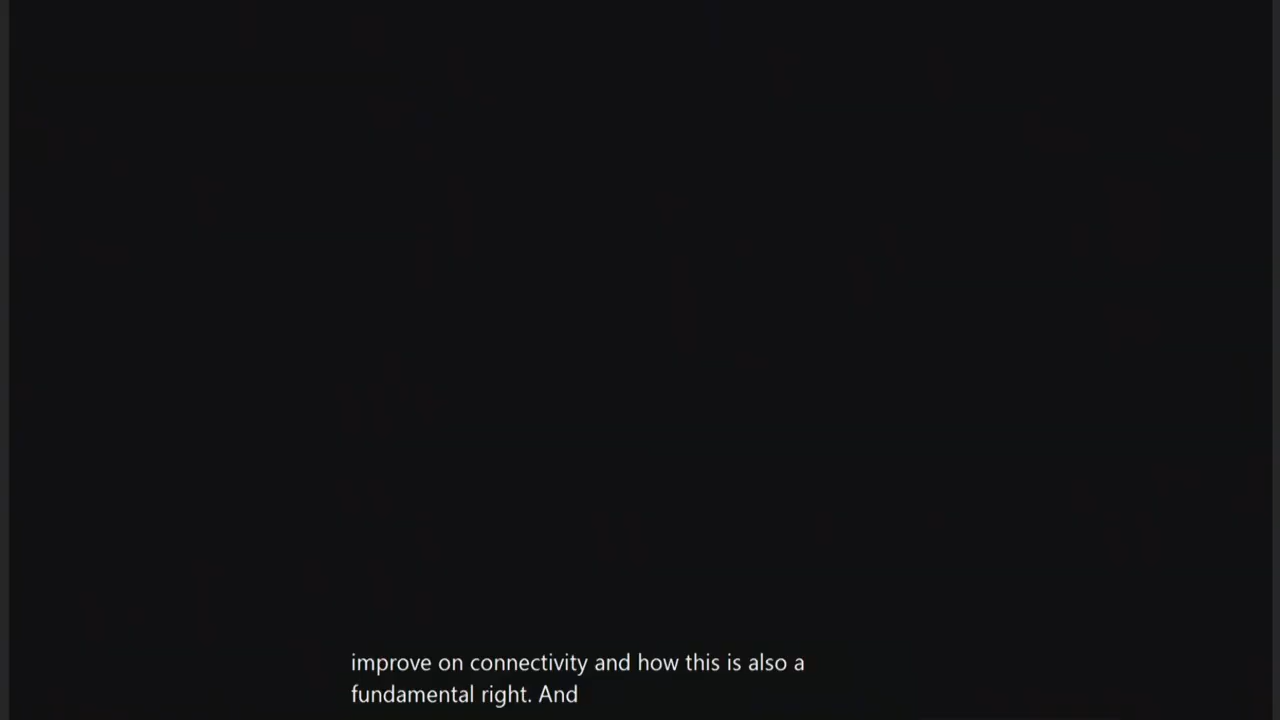 improve on connectivity and how this is also a
fundamental right. And